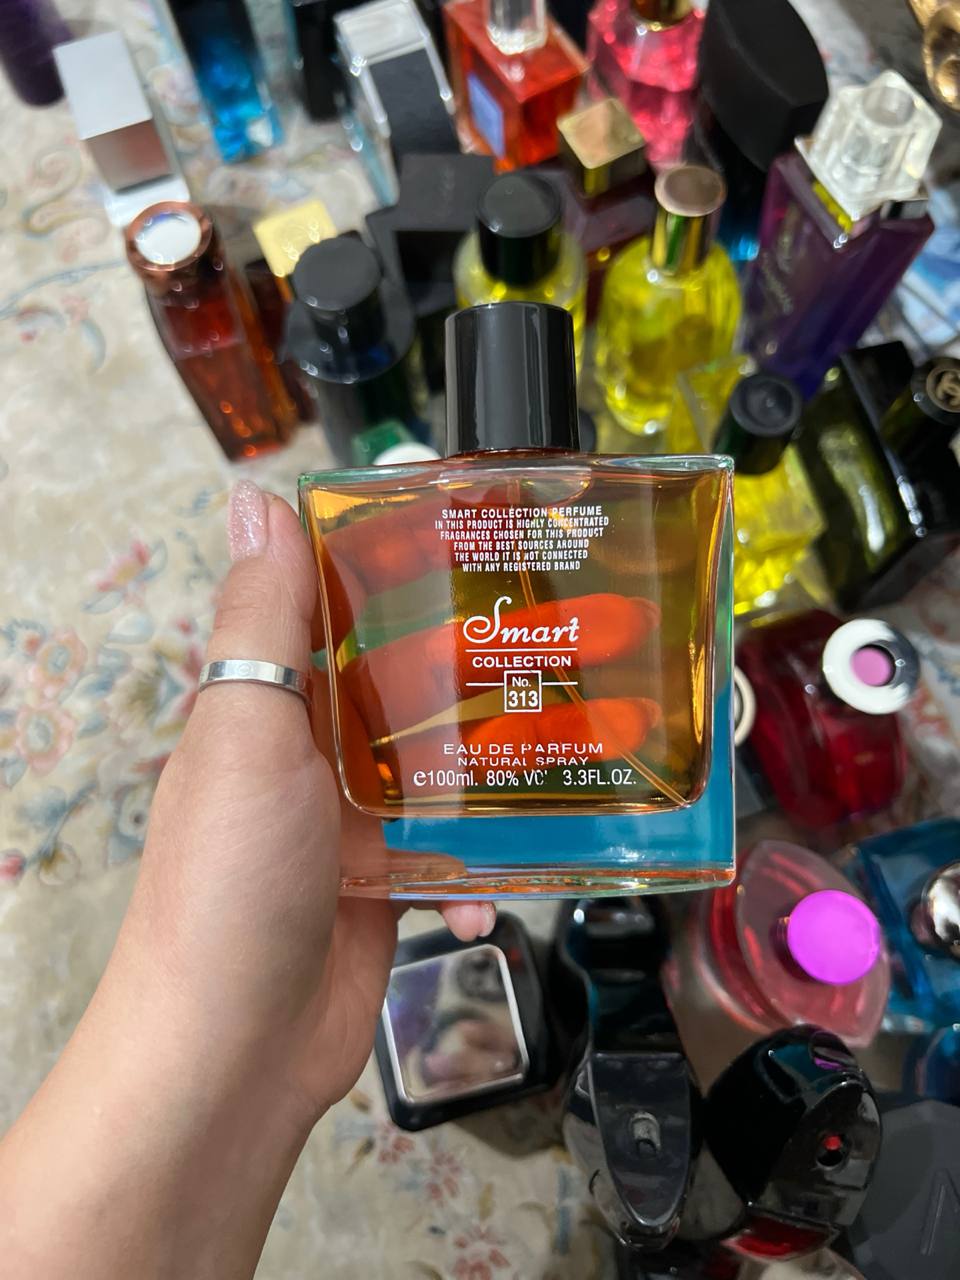 SMART COLLECTION PERFUME
IN THIS PRODUCT IS HIGHLY CONCENTRATED
FRAGRANCES CHOSEN FOR THIS PRODUCT
FROM THE BEST SOURCES AROUND
THE WORLD IT IS NOT CONNECTED
WITH ANY REGISTERED BRAND
Smart
COLLECTION
No.
313
EAU DE PARFUM
NATURAL SPRAY
e100ml. 80% VO 3.3FL.OZ.